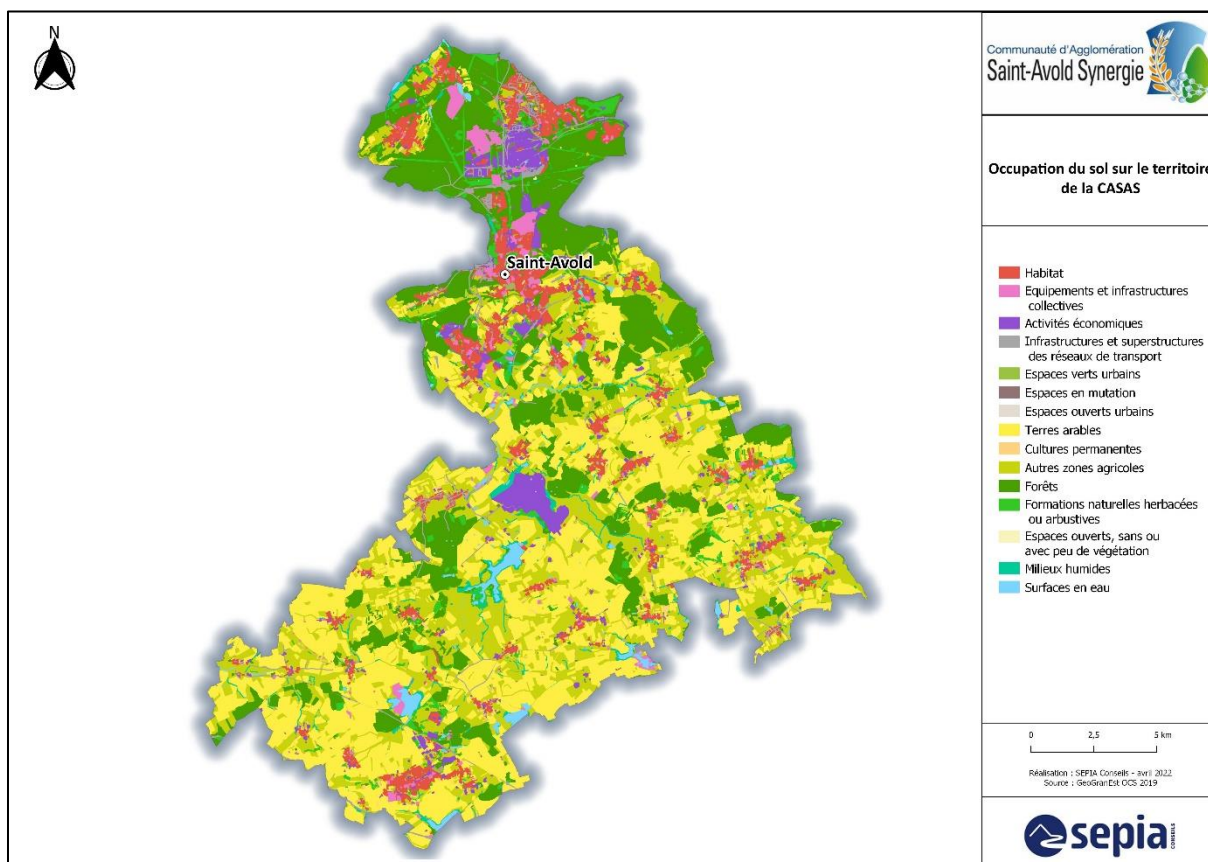 N
Saint-Avold
Communauté d'Agglomération
Saint-Avold Synergie
Occupation du sol sur le territoire
de la CASAS
Habitat
Equipements et infrastructures
collectives
Activités économiques
Infrastructures et superstructures
des réseaux de transport
Espaces verts urbains
Espaces en mutation
Espaces ouverts urbains
Terres arables
Cultures permanentes
Autres zones agricoles
Forêts
Formations naturelles herbacées
ou arbustives
Espaces ouverts, sans ou
avec peu de végétation
Milieux humides
Surfaces en eau
0 2,5 5 km
Réalisation : SEPIA Conseils - avril 2022
Source : GeoGranEst OCS 2019
sepia CONSEILS